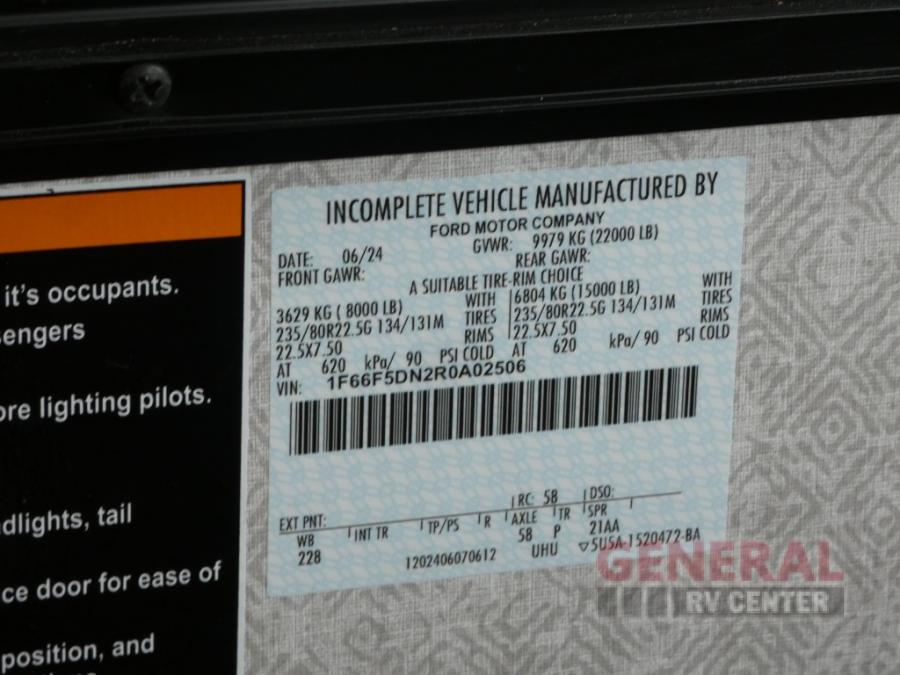 it's occupants.
engers
ore lighting pilots.
dlights, tail
ce door for ease of
position, and
INCOMPLETE VEHICLE MANUFACTURED BY
FORD MOTOR COMPANY
DATE: 06/24 GVWR: 9979 KG (22000 LB)
FRONT GAWR: REAR GAWR:
A SUITABLE TIRE-RIM CHOICE
3629 KG ( 8000 LB) WITH 6804 KG (15000 LB) WITH
235/80R22.5G 134/131M TIRES 235/80R22.5G 134/131M TIRES
22.5X7.50 RIMS 22.5X7.50 RIMS
AT 620 kPa/ 90 PSI COLD AT 620 kPa/ 90 PSI COLD
VIN: 1F66F5DN2R0A02506
RC: 58 DSO:
EXT PNT:
WB INT TR TP/PS R AXLE TR SPR
228 58 P 21AA
1202406070612 UHU ▽5U5A-1520472-BA
GENERAL
RV CENTER